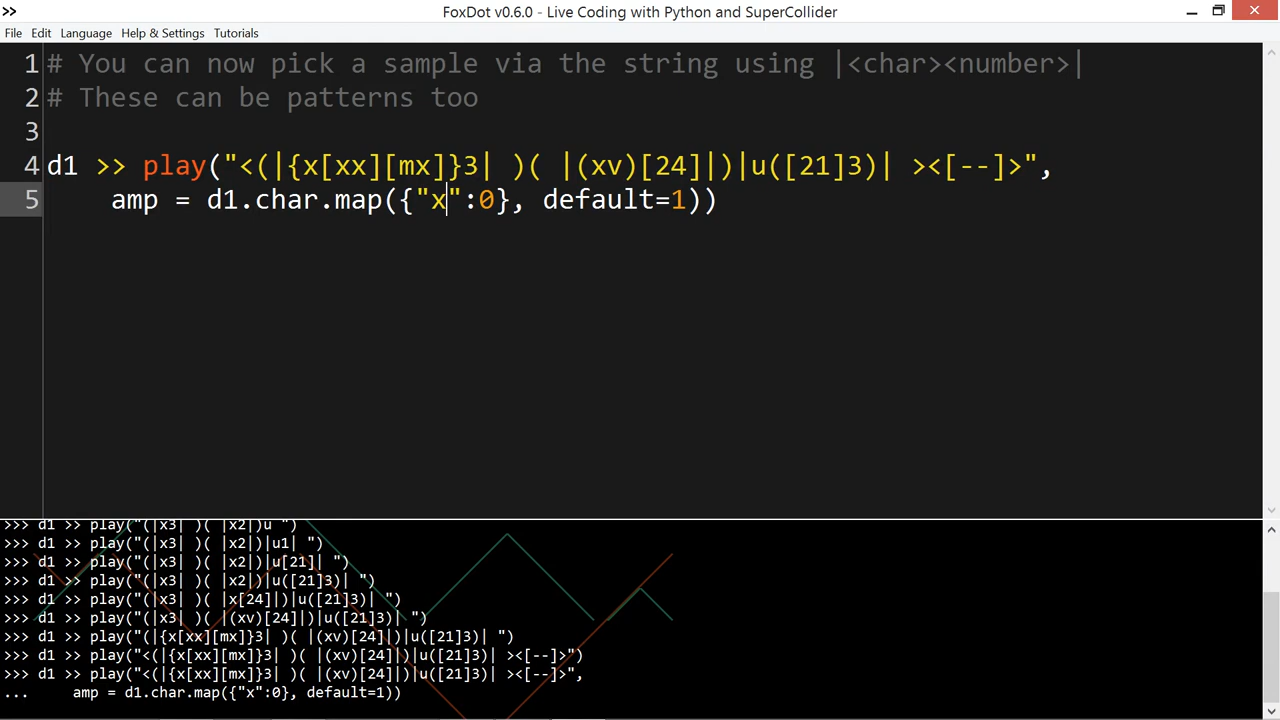 FoxDot v0.6.0 - Live Coding with Python and SuperCollider
File Edit Language Help & Settings Tutorials
1 # You can now pick a sample via the string using |<char><number>|
2 # These can be patterns too
3
4 d1 >> play("<(|{x[xx][mx]}3| )( |(xv)[24]|)|u([21]3)| ><[--]>",
5     amp = d1.char.map({"x":0}, default=1))
>>> d1 >> play("(|x3| )( |x2|)u ")
>>> d1 >> play("(|x3| )( |x2|)|u1| ")
>>> d1 >> play("(|x3| )( |x2|)|u[21]| ")
>>> d1 >> play("(|x3| )( |x2|)|u([21]3)| ")
>>> d1 >> play("(|x3| )( |x[24]|)|u([21]3)| ")
>>> d1 >> play("(|x3| )( |(xv)[24]|)|u([21]3)| ")
>>> d1 >> play("(|{x[xx][mx]}3| )( |(xv)[24]|)|u([21]3)| ")
>>> d1 >> play("<(|{x[xx][mx]}3| )( |(xv)[24]|)|u([21]3)| ><[--]>")
>>> d1 >> play("<(|{x[xx][mx]}3| )( |(xv)[24]|)|u([21]3)| ><[--]>",
...     amp = d1.char.map({"x":0}, default=1))